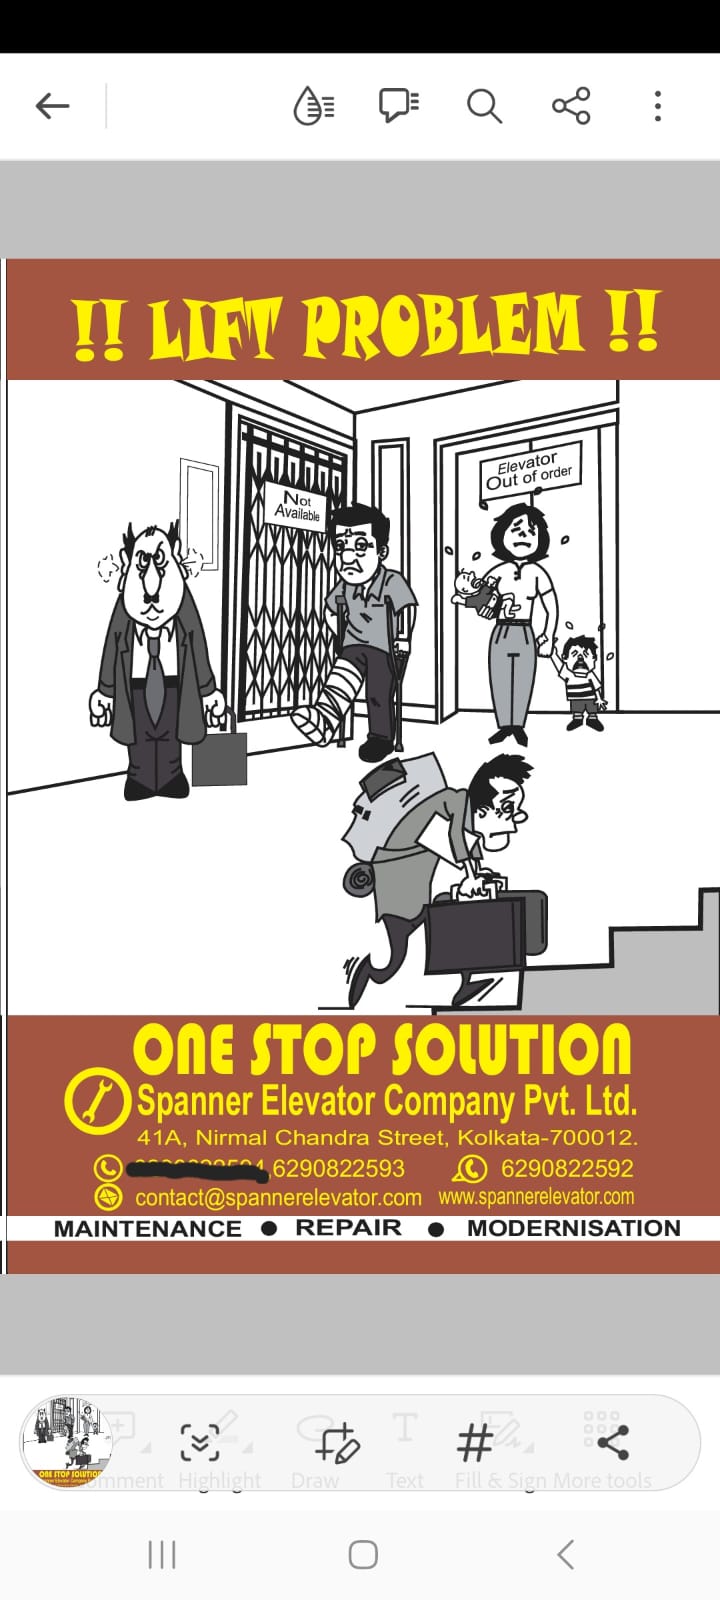 !! LIFT PROBLEM !!
Elevator
Out of order
Not
Available
ONE STOP SOLUTION
Spanner Elevator Company Pvt. Ltd.
41A, Nirmal Chandra Street, Kolkata-700012.
6290822593 6290822592
contact@spannerelevator.com www.spannerelevator.com
MAINTENANCE ● REPAIR ● MODERNISATION
ONE STOP SOLUTION
Comment Highlight Draw Text Fill & Sign More tools